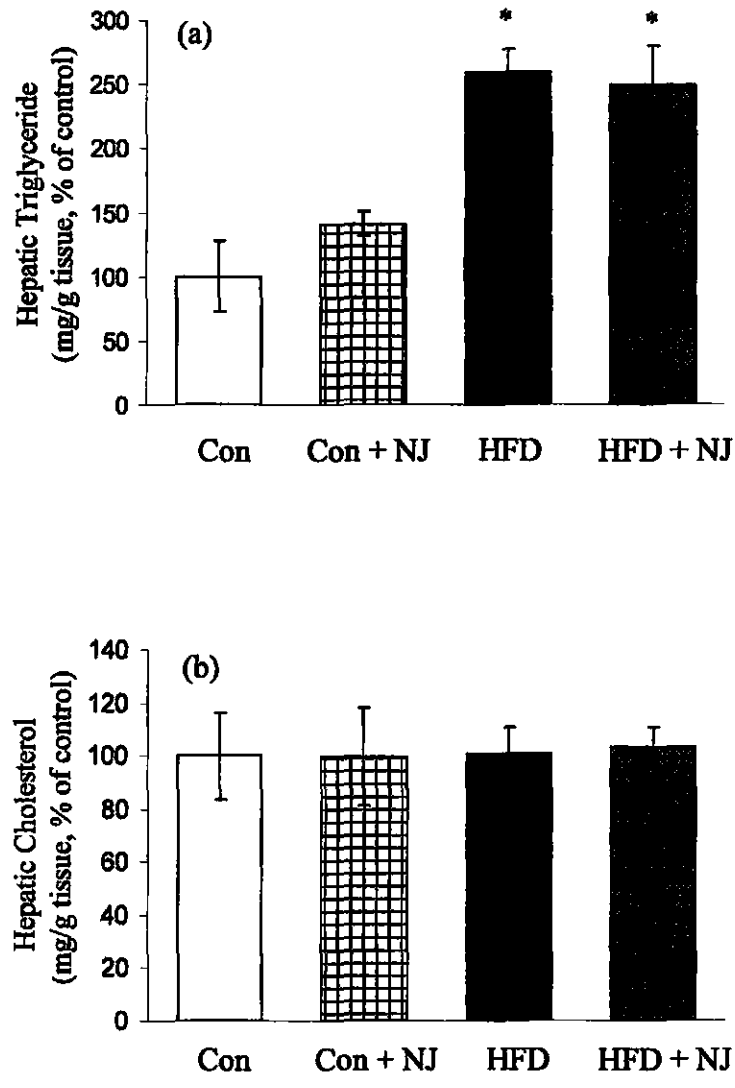 (a)
* *
Hepatic Triglyceride
(mg/g tissue, % of control)
300
250
200
150
100
50
0
Con Con + NJ HFD HFD + NJ
(b)
Hepatic Cholesterol
(mg/g tissue, % of control)
140
120
100
80
60
40
20
0
Con Con + NJ HFD HFD + NJ